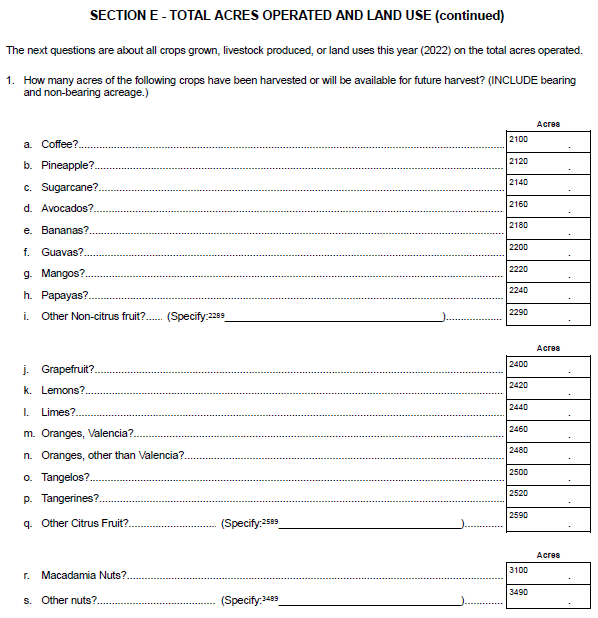 SECTION E - TOTAL ACRES OPERATED AND LAND USE (continued)
The next questions are about all crops grown, livestock produced, or land uses this year (2022) on the total acres operated.
1. How many acres of the following crops have been harvested or will be available for future harvest? (INCLUDE bearing
and non-bearing acreage.)
Acres
a. Coffee? 2100 .
b. Pineapple? 2120 .
c. Sugarcane? 2140 .
d. Avocados? 2160 .
e. Bananas? 2180 .
f. Guavas? 2200 .
g. Mangos? 2220 .
h. Papayas? 2240 .
i. Other Non-citrus fruit?...... (Specify:2289 ) 2290 .
Acres
j. Grapefruit? 2400 .
k. Lemons? 2420 .
l. Limes? 2440 .
m. Oranges, Valencia? 2460 .
n. Oranges, other than Valencia? 2480 .
o. Tangelos? 2500 .
p. Tangerines? 2520 .
q. Other Citrus Fruit? (Specify:2589 ) 2590 .
Acres
r. Macadamia Nuts? 3100 .
s. Other nuts? (Specify:3489 ) 3490 .